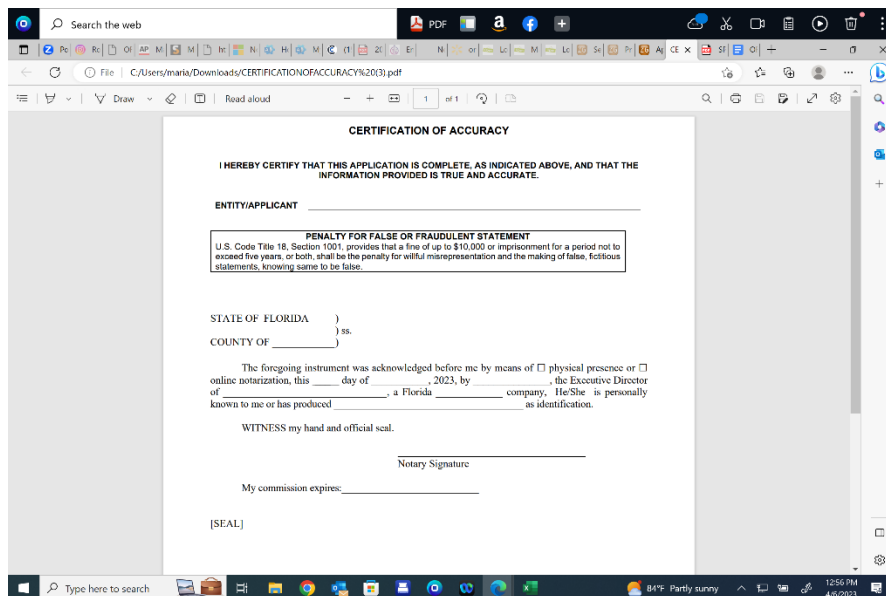 Search the web
PDF
File C:/Users/maria/Downloads/CERTIFICATIONOFACCURACY%20(3).pdf
Draw Read aloud 1 of 1
CERTIFICATION OF ACCURACY
I HEREBY CERTIFY THAT THIS APPLICATION IS COMPLETE, AS INDICATED ABOVE, AND THAT THE
INFORMATION PROVIDED IS TRUE AND ACCURATE.
ENTITY/APPLICANT
PENALTY FOR FALSE OR FRAUDULENT STATEMENT
U.S. Code Title 18, Section 1001, provides that a fine of up to $10,000 or imprisonment for a period not to
exceed five years, or both, shall be the penalty for willful misrepresentation and the making of false, fictitious
statements, knowing same to be false.
STATE OF FLORIDA )
) ss.
COUNTY OF ____________)
The foregoing instrument was acknowledged before me by means of ☐ physical presence or ☐
online notarization, this _____ day of ___________, 2023, by ______________, the Executive Director
of ______________________________, a Florida ____________ company, He/She is personally
known to me or has produced ___________________________________ as identification.
WITNESS my hand and official seal.
Notary Signature
My commission expires:_________________________
[SEAL]
Type here to search
84°F Partly sunny
12:56 PM
4/6/2023